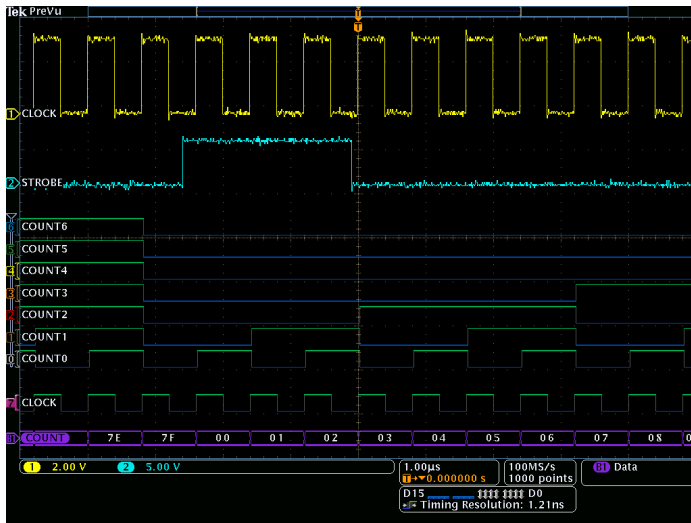 Tek PreVu
T
T
1 CLOCK
2 STROBE
6 COUNT6
5 COUNT5
4 COUNT4
3 COUNT3
2 COUNT2
1 COUNT1
0 COUNT0
7 CLOCK
B1 COUNT 7E 7F 00 01 02 03 04 05 06 07 08 0
1 2.00 V 2 5.00 V
1.00µs 100MS/s B1 Data
T→▼0.000000 s 1000 points
D15 D0
Timing Resolution: 1.21ns